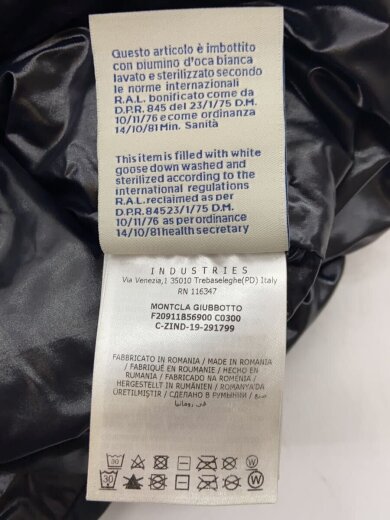 Questo articolo è imbottito
con piumino d'oca bianca
lavato e sterilizzato secondo
le norme internazionali
R.A.L. bonificato come da
D.P.R. 845 del 23/1/75 D.M.
10/11/76 e come ordinanza
14/10/81 Min. Sanità
This item is filled with white
goose down washed and
sterilized according to the
international regulations
R.A.L. reclaimed as per
D.P.R. 84523/1/75 D.M.
10/11/76 as per ordinance
14/10/81 health secretary
INDUSTRIES
Via Venezia,1 35010 Trebaseleghe(PD) Italy
RN 116347
MONTCLA GIUBBOTTO
F20911B56900 C0300
C-ZIND-19-291799
FABBRICATO IN ROMANIA / MADE IN ROMANIA
/ FABRIQUÉ EN ROUMANIE / HECHO EN
RUMANIA / FABRICADO NA ROMÉNIA /
HERGESTELLT IN RUMÄNIEN / ROMANYA'DA
ÜRETILMIŞTIR / СДЕЛАНО В РУМЫНИИ / صنع
في رومانيا
30
30